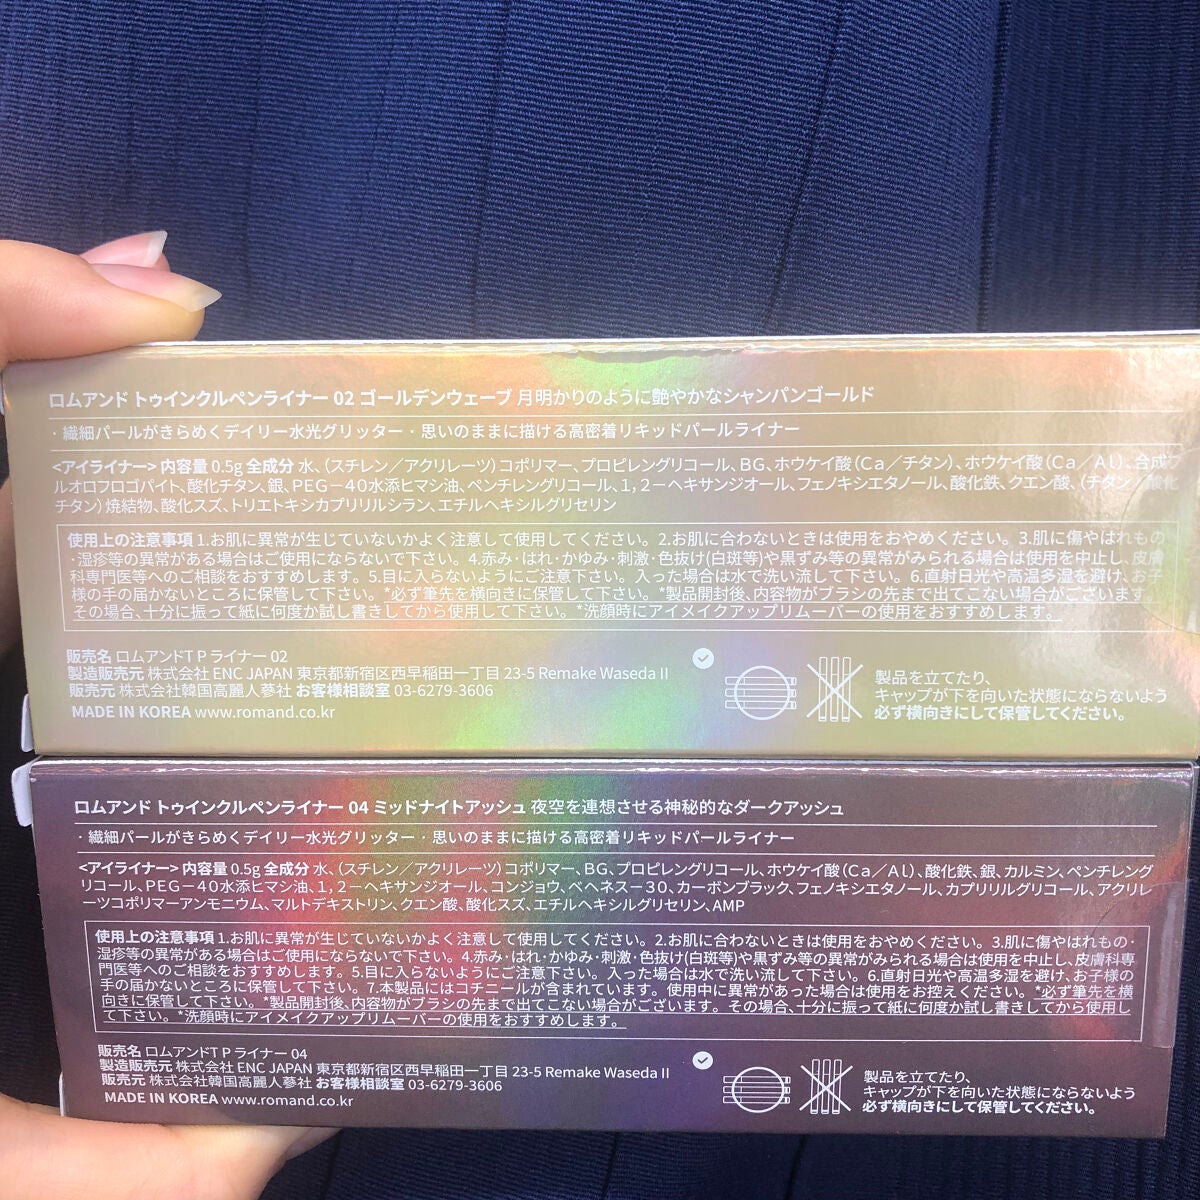 ロムアンド トゥインクルペンライナー 02 ゴールデンウェーブ 月明かりのように艶やかなシャンパンゴールド
・繊細パールがきらめくデイリー水光グリッター・思いのままに描ける高密着リキッドパールライナー
<アイライナー> 内容量 0.5g 全成分 水、（スチレン／アクリレーツ）コポリマー、プロピレングリコール、BG、ホウケイ酸（Ca／チタン）、ホウケイ酸（Ca／AL）、合成フ
ルオロフロゴパイト、酸化チタン、銀、PEG－40水添ヒマシ油、ペンチレングリコール、1,2－ヘキサンジオール、フェノキシエタノール、酸化鉄、クエン酸、（チタン／酸化
チタン）焼結物、酸化スズ、トリエトキシカプリリルシラン、エチルヘキシルグリセリン
使用上の注意事項 1.お肌に異常が生じていないかよく注意して使用してください。2.お肌に合わないときは使用をおやめください。3.肌に傷やはれもの
・湿疹等の異常がある場合はご使用にならないで下さい。4.赤み・はれ・かゆみ・刺激・色抜け(白斑等)や黒ずみ等の異常がみられる場合は使用を中止し、皮膚
科専門医等へのご相談をおすすめします。5.目に入らないようにご注意下さい。入った場合は水で洗い流して下さい。6.直射日光や高温多湿を避け、お子
様の手の届かないところに保管して下さい。*必ず筆先を横向きに保管して下さい。*製品開封後、内容物がブラシの先まで出てこない場合がございます。
その場合、十分に振って紙に何度か試し書きしてから使用して下さい。*洗顔時にアイメイクアップリムーバーの使用をおすすめします。
販売名 ロムアンドT P ライナー 02
製造販売元 株式会社 ENC JAPAN 東京都新宿区西早稲田一丁目 23-5 Remake Waseda II
販売元 株式会社韓国高麗人蔘社 お客様相談室 03-6279-3606
MADE IN KOREA www.romand.co.kr
製品を立てたり、
キャップが下を向いた状態にならないよう
必ず横向きにして保管してください。
ロムアンド トゥインクルペンライナー 04 ミッドナイトアッシュ 夜空を連想させる神秘的なダークアッシュ
・繊細パールがきらめくデイリー水光グリッター・思いのままに描ける高密着リキッドパールライナー
<アイライナー> 内容量 0.5g 全成分 水、（スチレン／アクリレーツ）コポリマー、BG、プロピレングリコール、ホウケイ酸（Ca／AL）、酸化鉄、銀、カルミン、ペンチレング
リコール、PEG－40水添ヒマシ油、1,2－ヘキサンジオール、コンジョウ、ベヘネス－30、カーボンブラック、フェノキシエタノール、カプリリルグリコール、アクリレ
ーツコポリマーアンモニウム、マルトデキストリン、クエン酸、酸化スズ、エチルヘキシルグリセリン、AMP
使用上の注意事項 1.お肌に異常が生じていないかよく注意して使用してください。2.お肌に合わないときは使用をおやめください。3.肌に傷やはれもの・
湿疹等の異常がある場合はご使用にならないで下さい。4.赤み・はれ・かゆみ・刺激・色抜け(白斑等)や黒ずみ等の異常がみられる場合は使用を中止し、皮膚科専
門医等へのご相談をおすすめします。5.目に入らないようにご注意下さい。入った場合は水で洗い流して下さい。6.直射日光や高温多湿を避け、お子様の
手の届かないところに保管して下さい。7.本製品にはコチニールが含まれています。使用中に異常があった場合は使用をお控えください。*必ず筆先を横
向きに保管して下さい。*製品開封後、内容物がブラシの先まで出てこない場合がございます。その場合、十分に振って紙に何度か試し書きしてから使用し
て下さい。*洗顔時にアイメイクアップリムーバーの使用をおすすめします。
販売名 ロムアンドT P ライナー 04
製造販売元 株式会社 ENC JAPAN 東京都新宿区西早稲田一丁目 23-5 Remake Waseda II
販売元 株式会社韓国高麗人蔘社 お客様相談室 03-6279-3606
MADE IN KOREA www.romand.co.kr
製品を立てたり、
キャップが下を向いた状態にならないよう
必ず横向きにして保管してください。